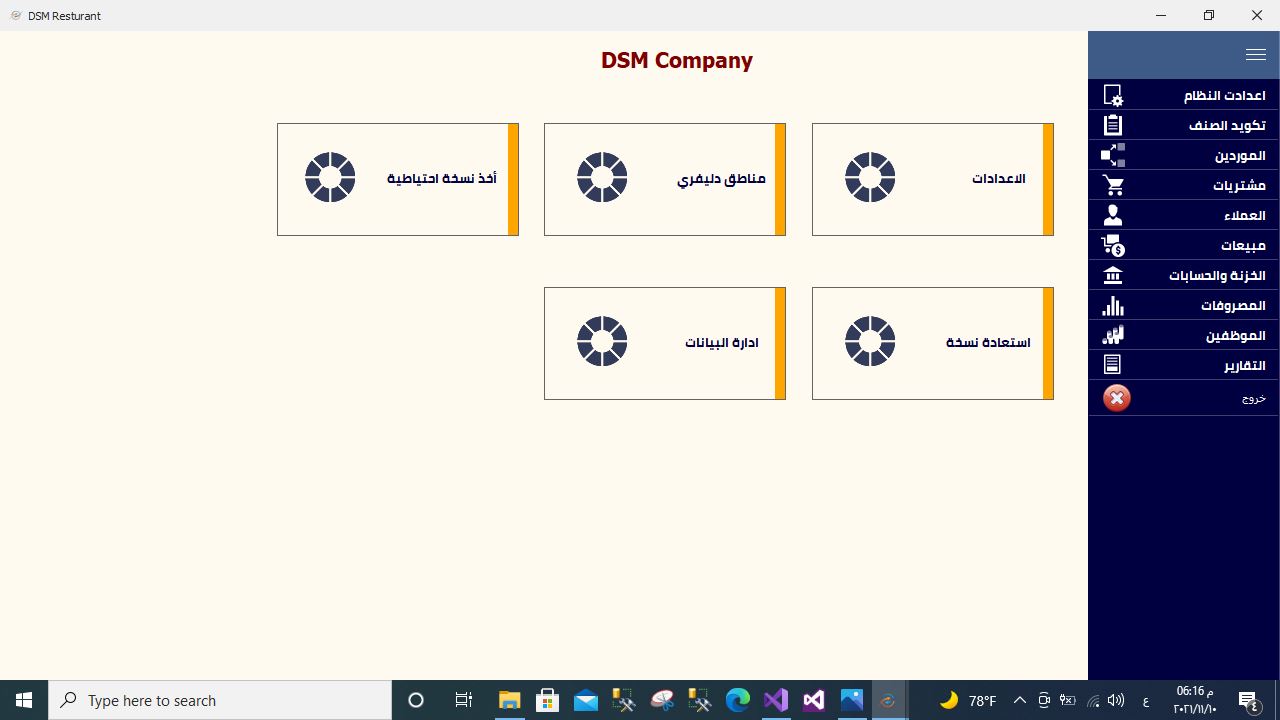 DSM Resturant
DSM Company
الاعدادات
مناطق دليفري
أخذ نسخة احتياطية
استعادة نسخة
ادارة البيانات
اعدادت النظام
تكويد الصنف
الموردين
مشتريات
العملاء
مبيعات
الخزنة والحسابات
المصروفات
الموظفين
التقارير
خروج
Type here to search
78°F
ع
06:16 م
٢٠٢١/١١/١٠
٤